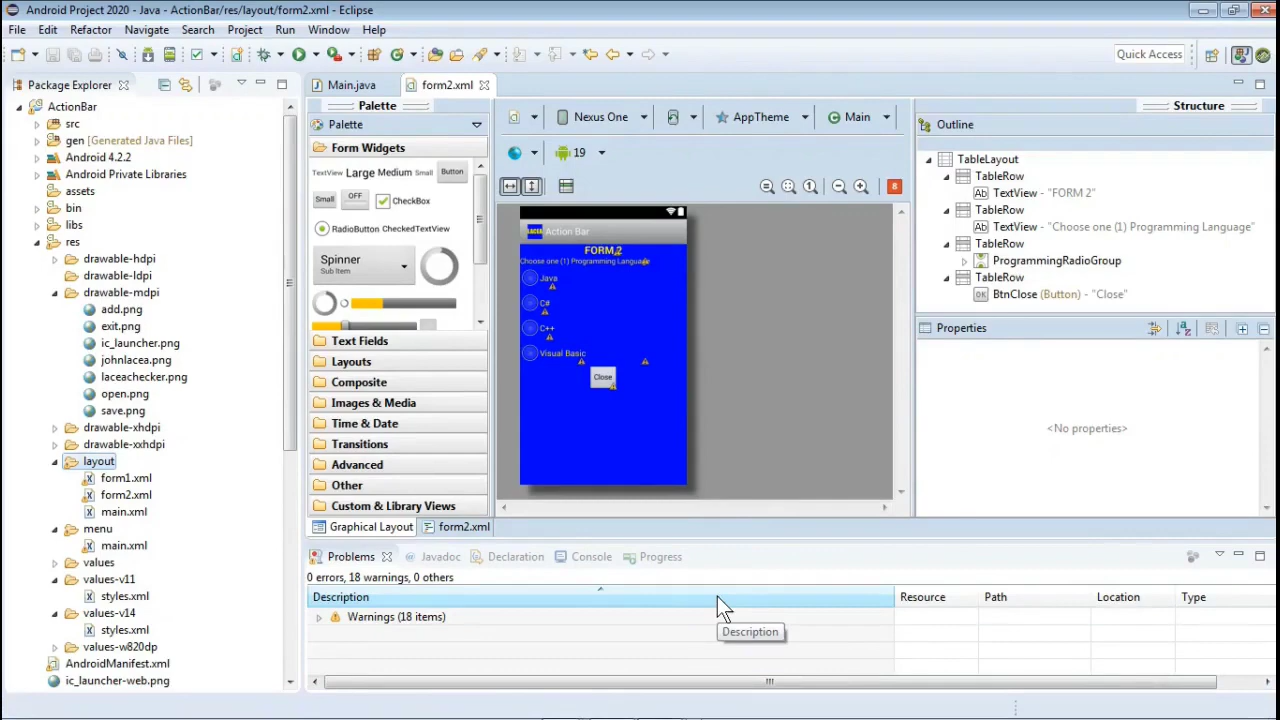 Android Project 2020 - Java - ActionBar/res/layout/form2.xml - Eclipse
File Edit Refactor Navigate Search Project Run Window Help
Quick Access
Package Explorer
ActionBar
src
gen [Generated Java Files]
Android 4.2.2
Android Private Libraries
assets
bin
libs
res
drawable-hdpi
drawable-ldpi
drawable-mdpi
add.png
exit.png
ic_launcher.png
johnlacea.png
laceachecker.png
open.png
save.png
drawable-xhdpi
drawable-xxhdpi
layout
form1.xml
form2.xml
main.xml
menu
main.xml
values
values-v11
styles.xml
values-v14
styles.xml
values-w820dp
AndroidManifest.xml
ic_launcher-web.png
Main.java form2.xml
Palette
Palette
Form Widgets
TextView Large Medium Small Button
Small OFF CheckBox
RadioButton CheckedTextView
Spinner
Sub Item
Text Fields
Layouts
Composite
Images & Media
Time & Date
Transitions
Advanced
Other
Custom & Library Views
Graphical Layout form2.xml
Nexus One AppTheme Main
19
8
LACEA Action Bar
FORM 2
Choose one (1) Programming Language
Java
C#
C++
Visual Basic
Close
Structure
Outline
TableLayout
TableRow
Ab TextView - "FORM 2"
TableRow
Ab TextView - "Choose one (1) Programming Language"
TableRow
ProgrammingRadioGroup
TableRow
OK BtnClose (Button) - "Close"
Properties
<No properties>
Problems Javadoc Declaration Console Progress
0 errors, 18 warnings, 0 others
Description Resource Path Location Type
Warnings (18 items)
Description